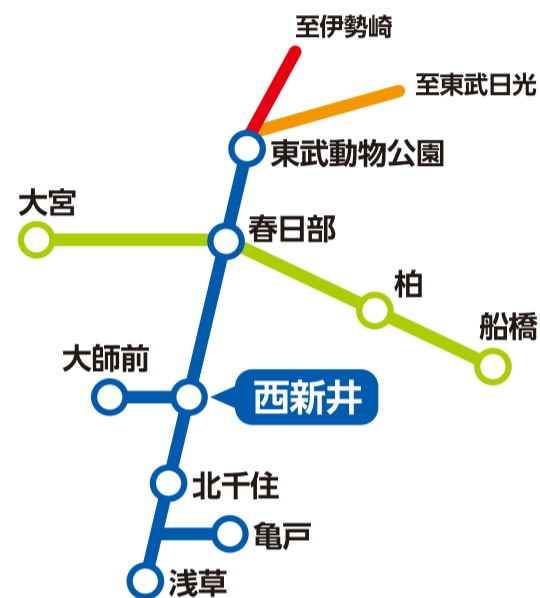 至伊勢崎
至東武日光
東武動物公園
大宮
春日部
柏
船橋
大師前
西新井
北千住
亀戸
浅草